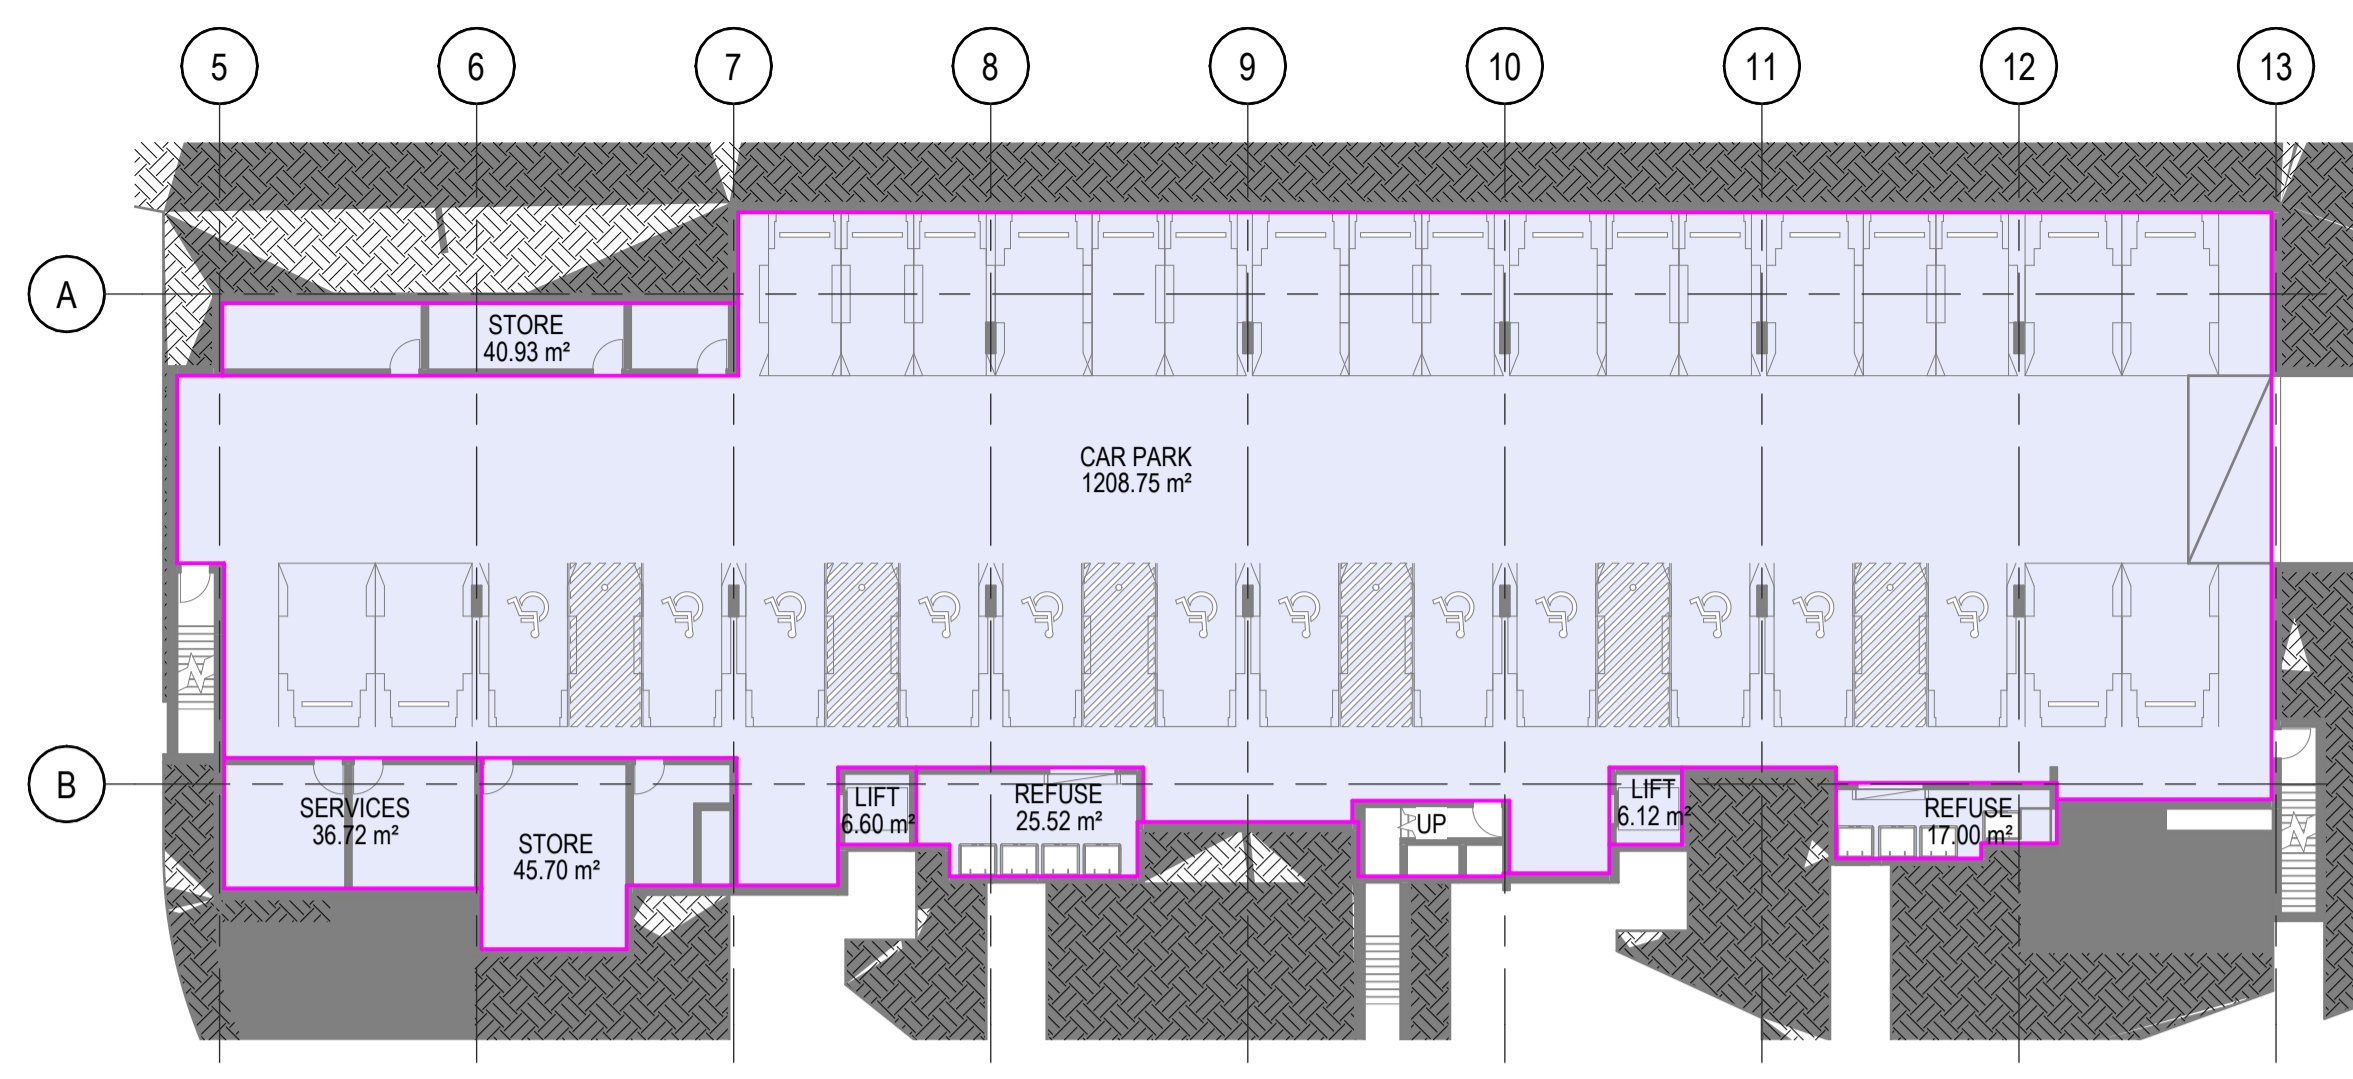 5
6
7
8
9
10
11
12
13
A
STORE
40.93 m²
CAR PARK
1208.75 m²
B
SERVICES
36.72 m²
STORE
45.70 m²
LIFT
6.60 m²
REFUSE
25.52 m²
UP
LIFT
6.12 m²
REFUSE
17.00 m²